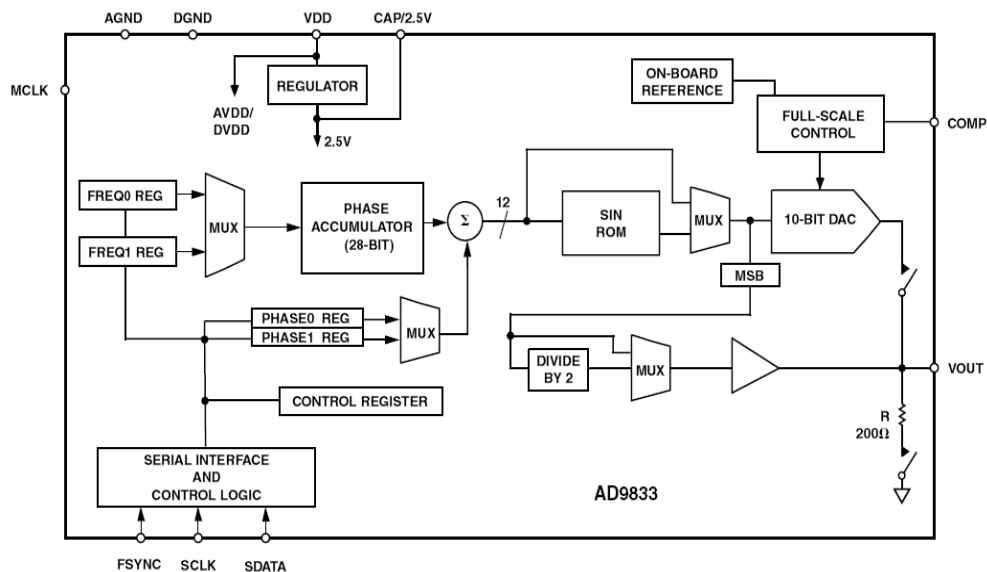 AGND
DGND
VDD
CAP/2.5V
MCLK
REGULATOR
AVDD/
DVDD
2.5V
ON-BOARD
REFERENCE
FULL-SCALE
CONTROL
COMP
FREQ0 REG
MUX
FREQ1 REG
PHASE
ACCUMULATOR
(28-BIT)
Σ
12
SIN
ROM
MUX
10-BIT DAC
MSB
PHASE0 REG
PHASE1 REG
MUX
DIVIDE
BY 2
MUX
VOUT
CONTROL REGISTER
R
200Ω
SERIAL INTERFACE
AND
CONTROL LOGIC
AD9833
FSYNC
SCLK
SDATA